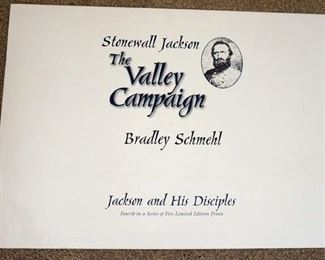 Stonewall Jackson
The
Valley
Campaign
Bradley Schmehl
Jackson and His Disciples
Fourth in a Series of Five Limited Edition Prints